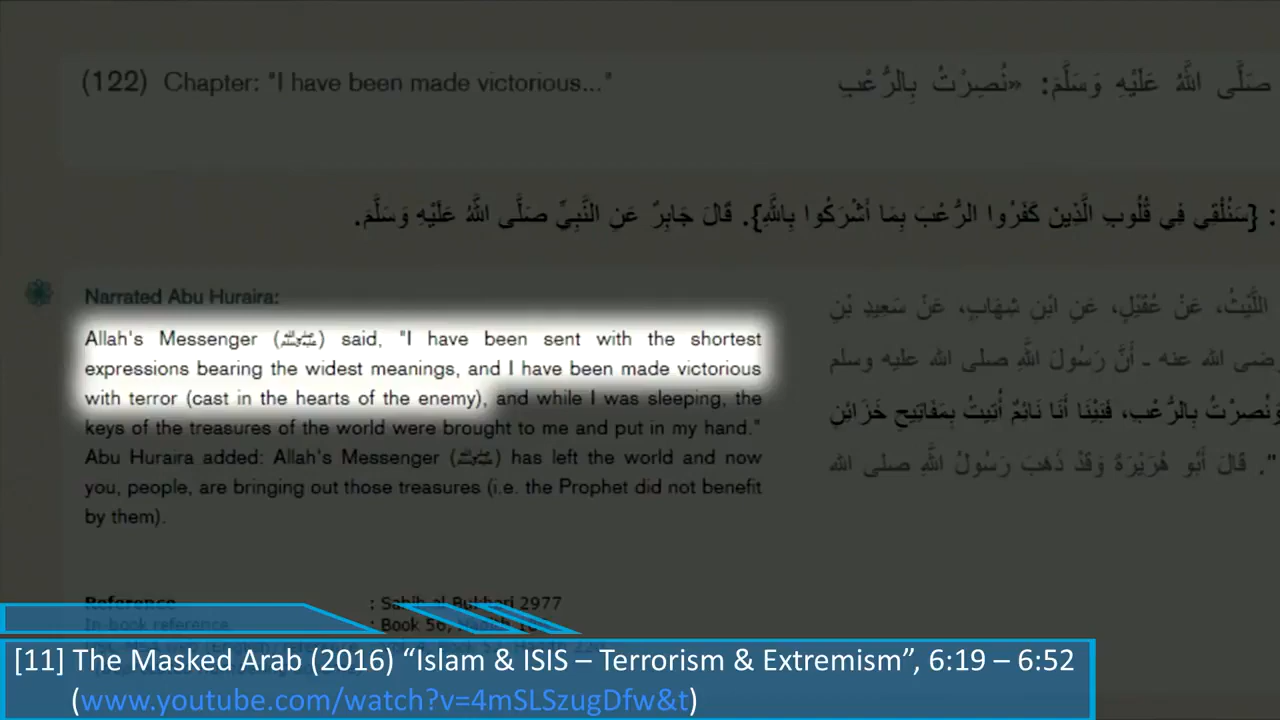 (122) Chapter: "I have been made victorious..."
صَلَّى اللَّهُ عَلَيْهِ وَسَلَّمَ: «نُصِرْتُ بِالرُّعْبِ
: {سَنُلْقِي فِي قُلُوبِ الَّذِينَ كَفَرُوا الرُّعْبَ بِمَا أَشْرَكُوا بِاللَّهِ}. قَالَ جَابِرٌ عَنِ النَّبِيِّ صَلَّى اللَّهُ عَلَيْهِ وَسَلَّمَ.
Narrated Abu Huraira:
Allah's Messenger (ﷺ) said, "I have been sent with the shortest
expressions bearing the widest meanings, and I have been made victorious
with terror (cast in the hearts of the enemy), and while I was sleeping, the
keys of the treasures of the world were brought to me and put in my hand."
Abu Huraira added: Allah's Messenger (ﷺ) has left the world and now
you, people, are bringing out those treasures (i.e. the Prophet did not benefit
by them).
اللَّيْثُ، عَنْ عُقَيْلٍ، عَنِ ابْنِ شِهَابٍ، عَنْ سَعِيدِ بْنِ
رضى الله عنه ـ أَنَّ رَسُولَ اللَّهِ صلى الله عليه وسلم
وَنُصِرْتُ بِالرُّعْبِ، فَبَيْنَا أَنَا نَائِمٌ أُتِيتُ بِمَفَاتِيحِ خَزَائِنِ
". قَالَ أَبُو هُرَيْرَةَ وَقَدْ ذَهَبَ رَسُولُ اللَّهِ صلى الله
Reference : Sahih al-Bukhari 2977
In-book reference : Book 56,
[11] The Masked Arab (2016) “Islam & ISIS – Terrorism & Extremism”, 6:19 – 6:52
(www.youtube.com/watch?v=4mSLSzugDfw&t)